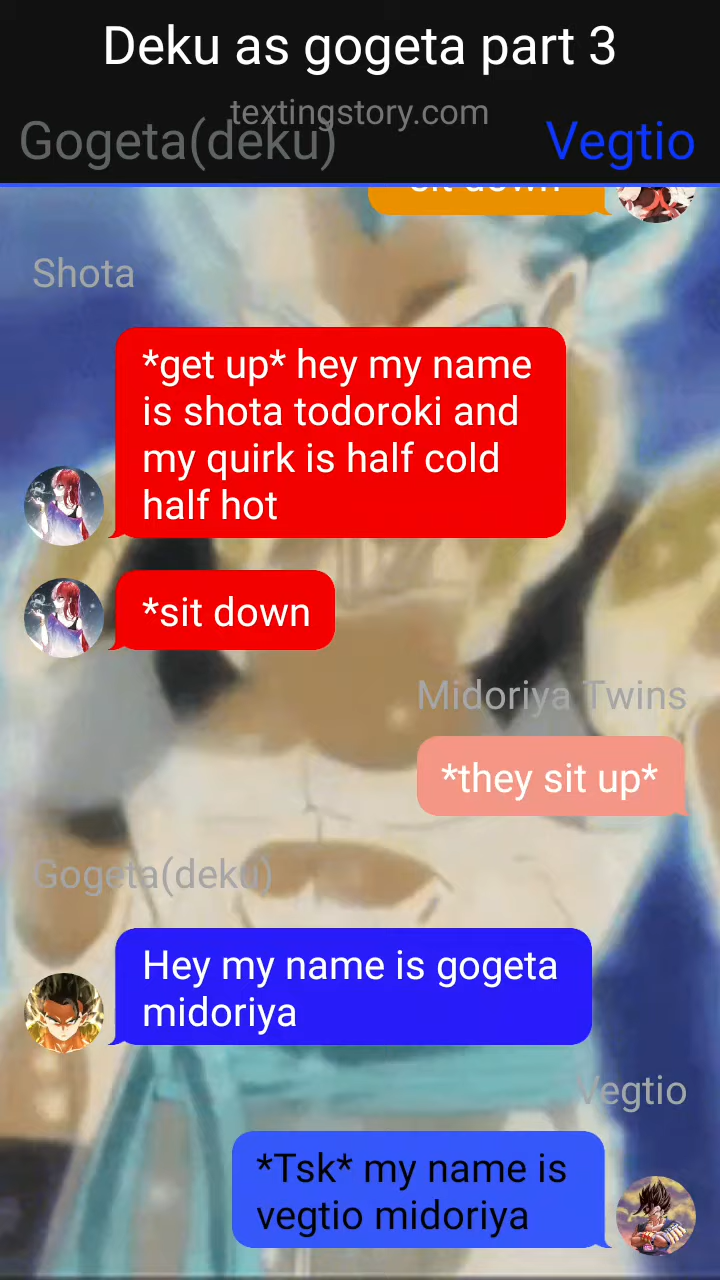 Deku as gogeta part 3
textingstory.com
Gogeta(deku)
Vegtio
sit down
Shota
*get up* hey my name
is shota todoroki and
my quirk is half cold
half hot
*sit down
Midoriya Twins
*they sit up*
Gogeta(deku)
Hey my name is gogeta
midoriya
Vegtio
*Tsk* my name is
vegtio midoriya